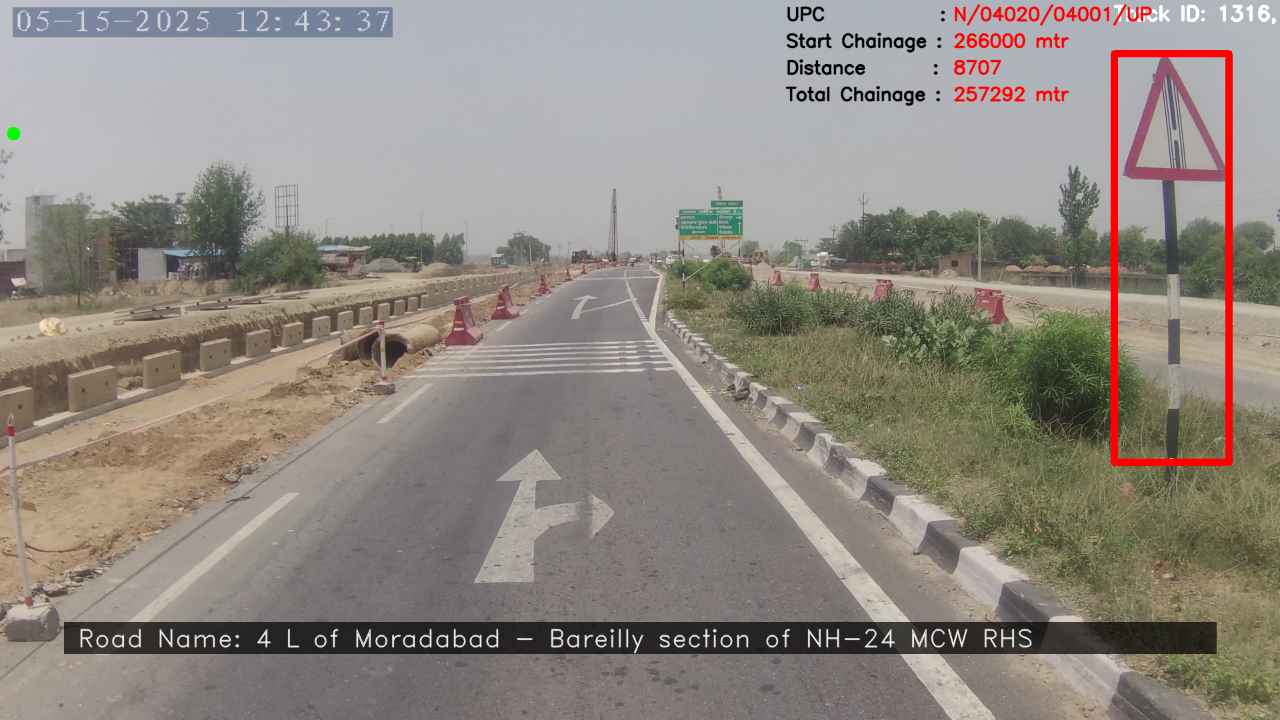 05-15-2025 12:43:37
UPC : N/04020/04001/UP
Track ID: 1316,
Start Chainage : 266000 mtr
Distance : 8707
Total Chainage : 257292 mtr
Road Name: 4 L of Moradabad - Bareilly section of NH-24 MCW RHS